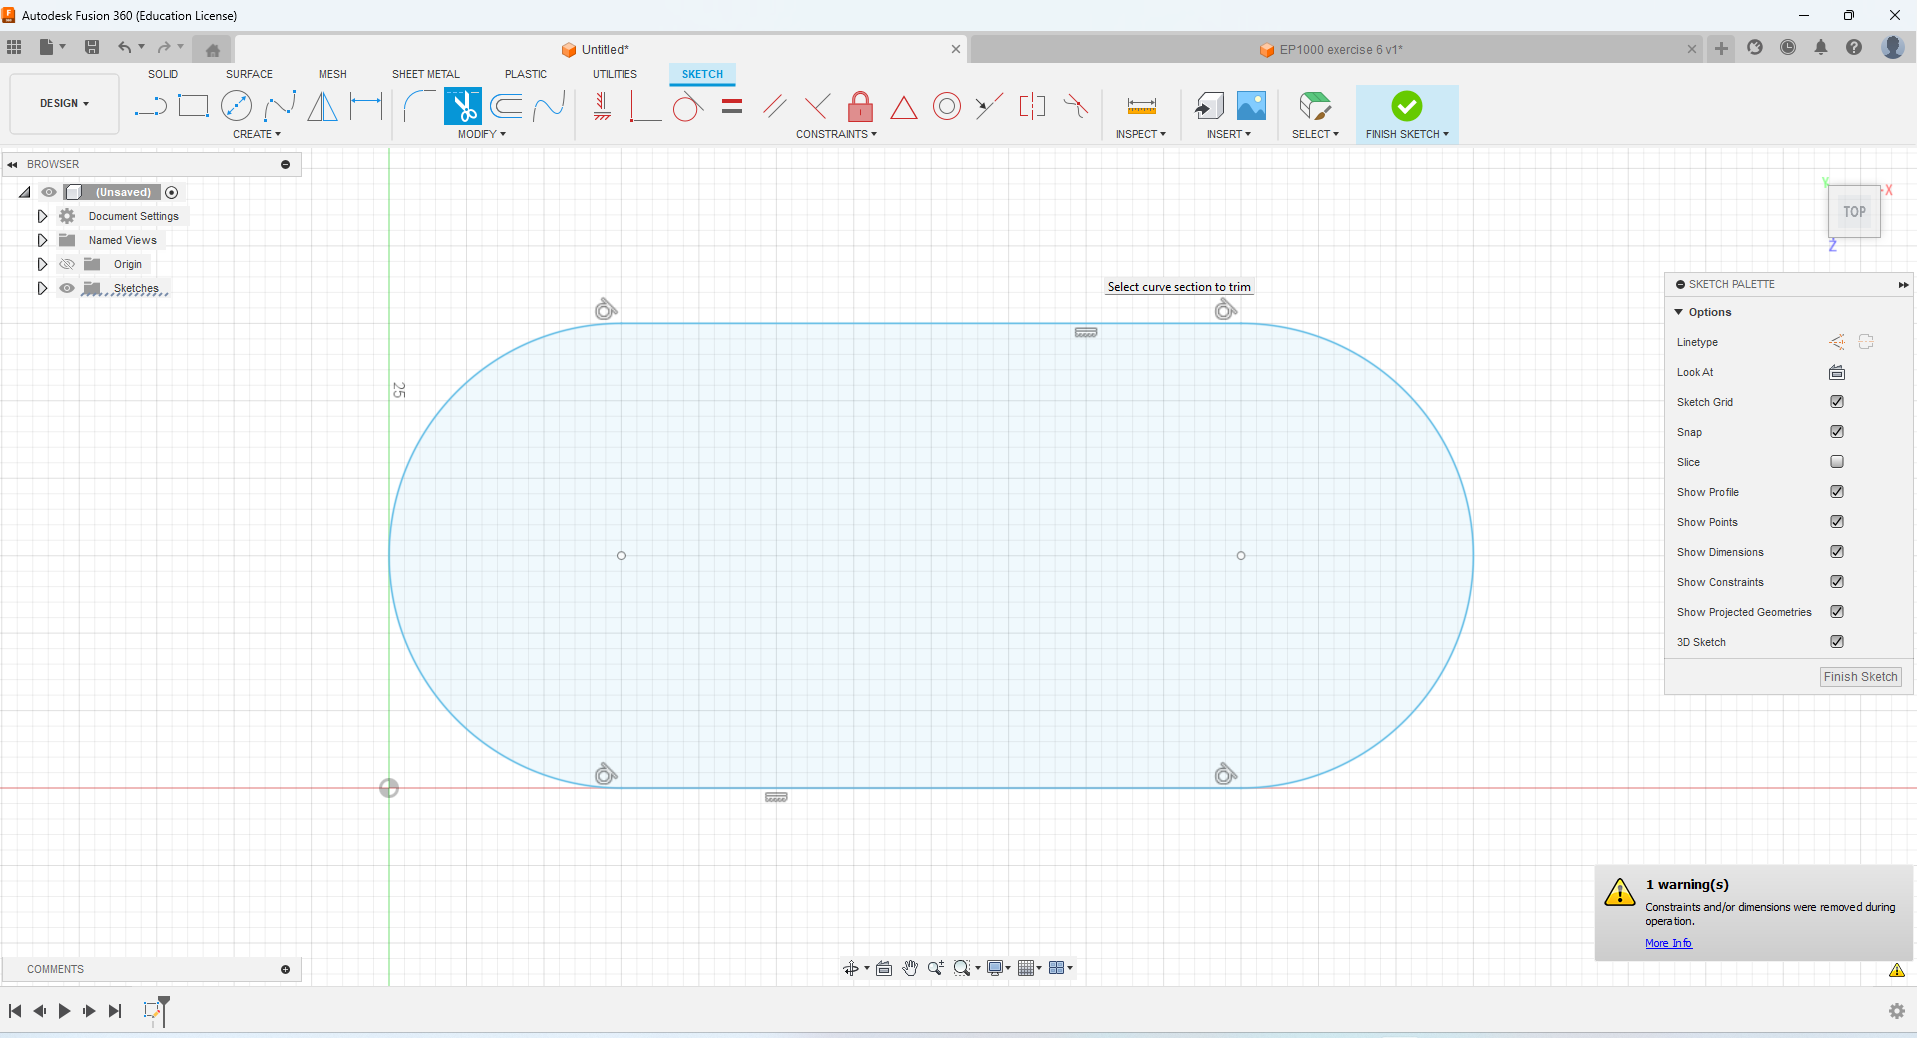 Autodesk Fusion 360 (Education License)
Untitled*
EP1000 exercise 6 v1*
SOLID SURFACE MESH SHEET METAL PLASTIC UTILITIES SKETCH
DESIGN
CREATE MODIFY CONSTRAINTS INSPECT INSERT SELECT FINISH SKETCH
BROWSER
(Unsaved)
Document Settings
Named Views
Origin
Sketches
Y
X
TOP
Z
Select curve section to trim
25
SKETCH PALETTE
Options
Linetype
Look At
Sketch Grid
Snap
Slice
Show Profile
Show Points
Show Dimensions
Show Constraints
Show Projected Geometries
3D Sketch
Finish Sketch
1 warning(s)
Constraints and/or dimensions were removed during
operation.
More Info
COMMENTS